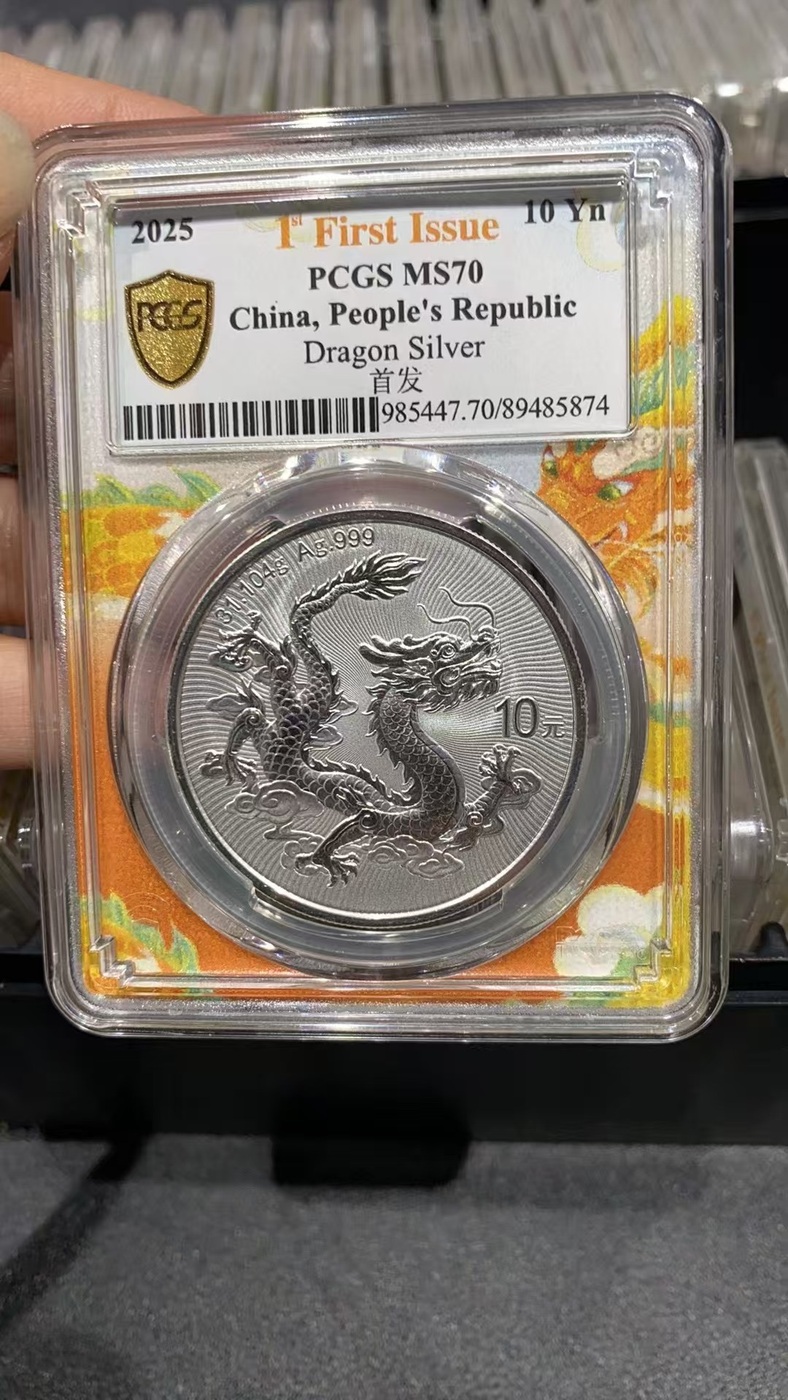 2025
1st First Issue
10 Yn
PCGS MS70
PCGS
China, People's Republic
Dragon Silver
首发
985447.70/89485874
31.104g Ag.999
10元